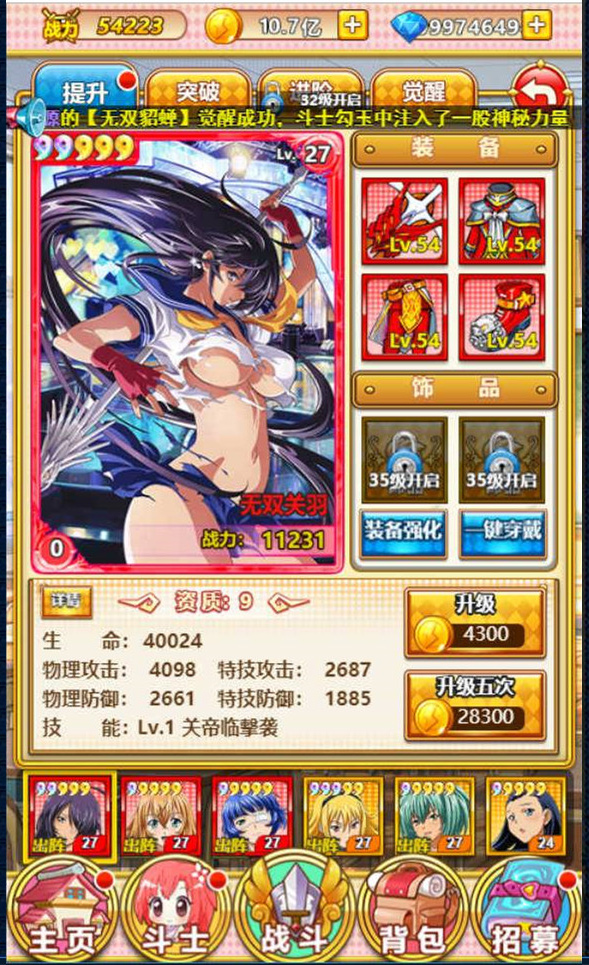 战力 54223 10.7亿 9974649
提升 突破 进阶 觉醒
32级开启
的【无双貂蝉】觉醒成功，斗士勾玉中注入了一股神秘力量
99999 Lv.27
装 备
Lv.54 Lv.54
Lv.54 Lv.54
饰 品
35级开启 35级开启
装备强化 一键穿戴
无双关羽
战力： 11231
0
详情 资质: 9
生 命： 40024
物理攻击： 4098 特技攻击： 2687
物理防御： 2661 特技防御： 1885
技 能： Lv.1 关帝临撃袭
升级
4300
升级五次
28300
99999 99999 99999 99999 99999 99999
出阵 27 出阵 27 出阵 27 出阵 27 出阵 27 24
主页 斗士 战斗 背包 招募